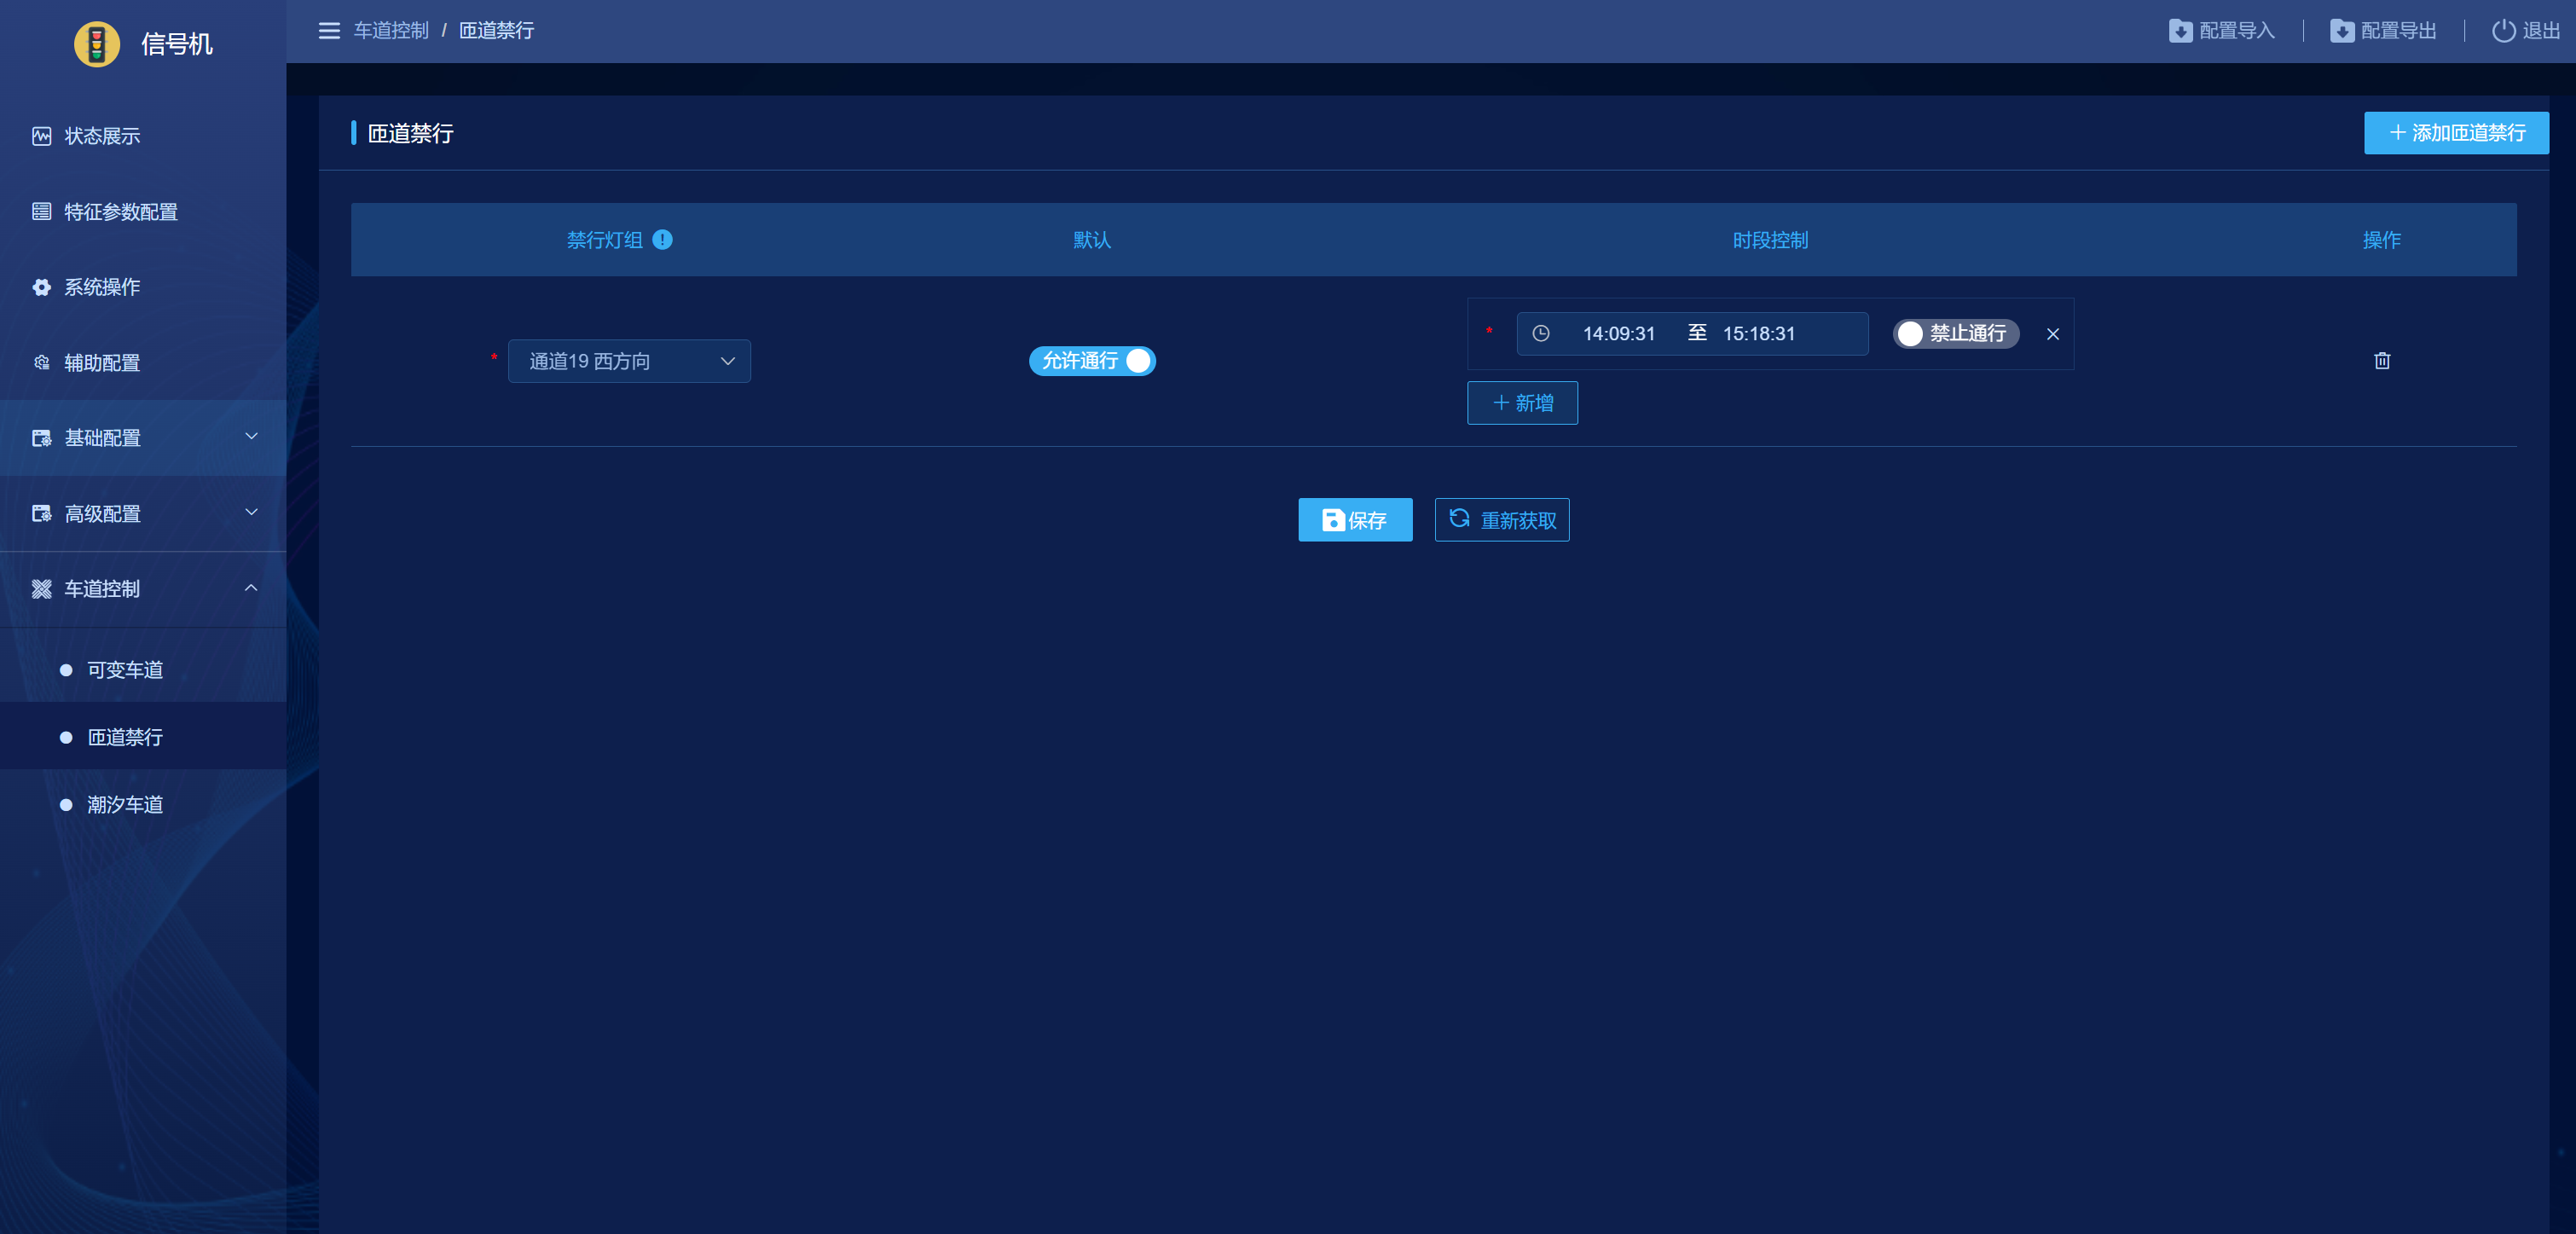 信号机
车道控制 / 匝道禁行
配置导入
配置导出
退出
状态展示
特征参数配置
系统操作
辅助配置
基础配置
高级配置
车道控制
可变车道
匝道禁行
潮汐车道
匝道禁行
添加匝道禁行
禁行灯组 默认 时段控制 操作
* 通道19 西方向
允许通行
* 14:09:31 至 15:18:31 禁止通行
新增
保存
重新获取